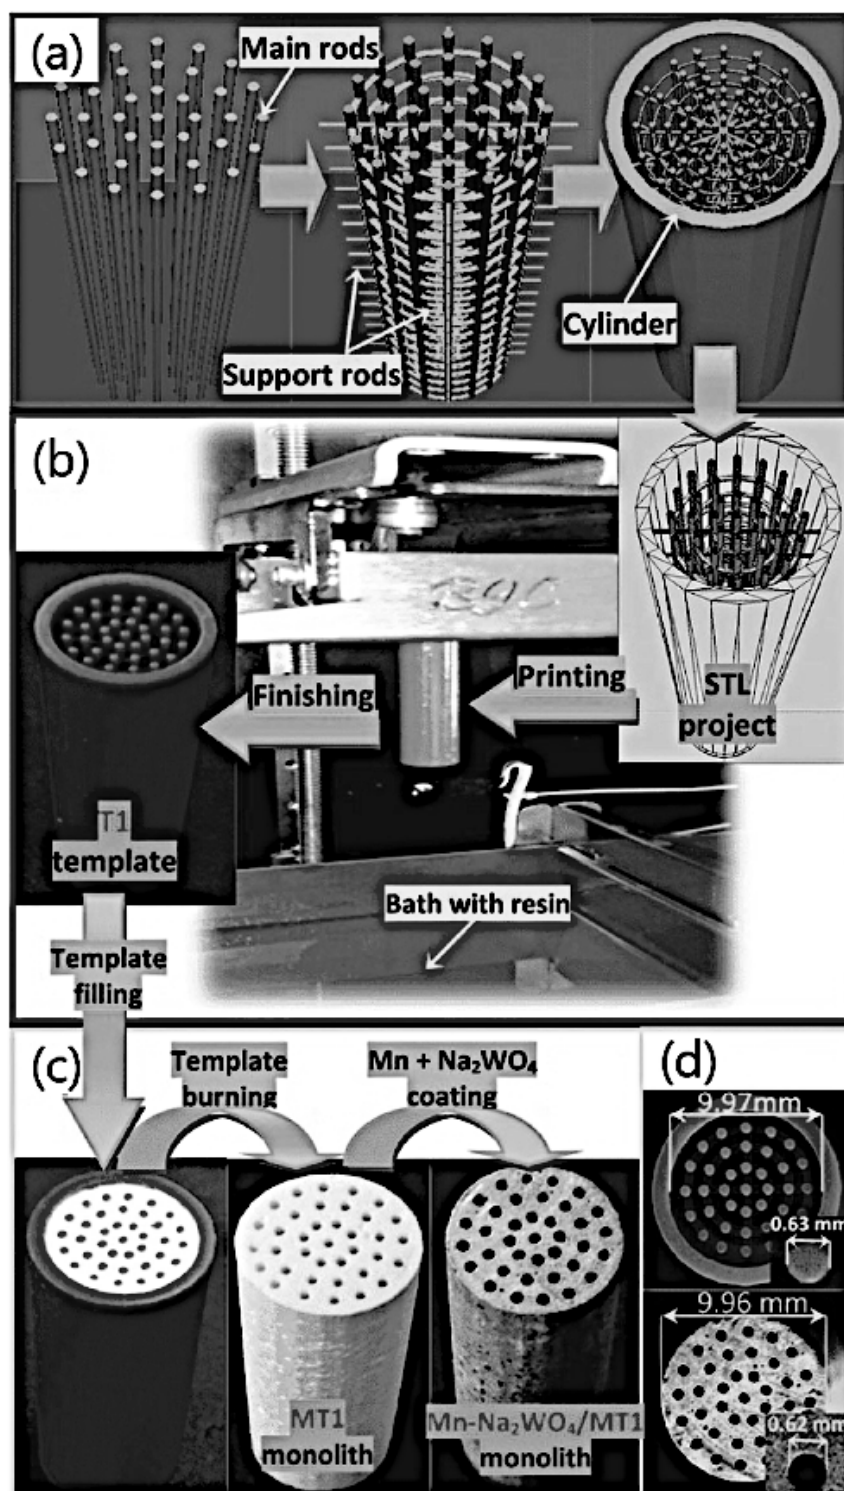 (a)
Main rods
Support rods
Cylinder
(b)
STL
project
Printing
Finishing
T1
template
Bath with resin
Template
filling
(c)
Template
burning
Mn + Na₂WO₄
coating
MT1
monolith
Mn-Na₂WO₄/MT1
monolith
(d)
9.97mm
0.63 mm
9.96 mm
0.62 mm